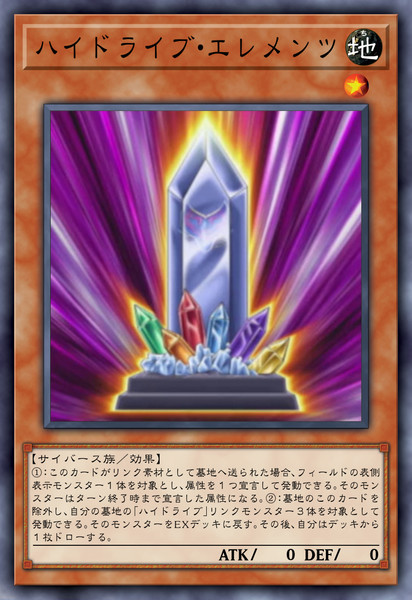 ハイドライブ・エレメンツ
ち
地
【サイバース族／効果】
①：このカードがリンク素材として墓地へ送られた場合、フィールドの表側
表示モンスター１体を対象とし、属性を１つ宣言して発動できる。そのモン
スターはターン終了時まで宣言した属性になる。②：墓地のこのカードを
除外し、自分の墓地の「ハイドライブ」リンクモンスター３体を対象として
発動できる。そのモンスターをEXデッキに戻す。その後、自分はデッキから
１枚ドローする。
ATK/ 0 DEF/ 0